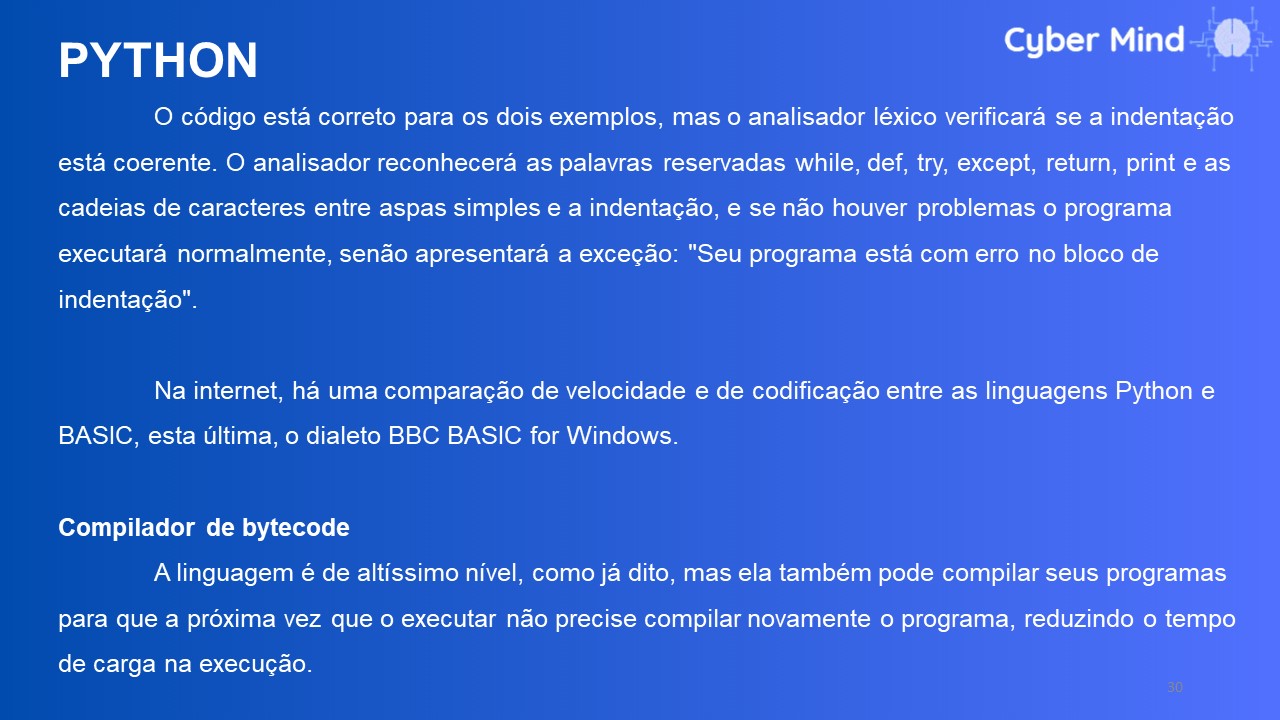 PYTHON
Cyber Mind
O código está correto para os dois exemplos, mas o analisador léxico verificará se a indentação
está coerente. O analisador reconhecerá as palavras reservadas while, def, try, except, return, print e as
cadeias de caracteres entre aspas simples e a indentação, e se não houver problemas o programa
executará normalmente, senão apresentará a exceção: "Seu programa está com erro no bloco de
indentação".
Na internet, há uma comparação de velocidade e de codificação entre as linguagens Python e
BASIC, esta última, o dialeto BBC BASIC for Windows.
Compilador de bytecode
A linguagem é de altíssimo nível, como já dito, mas ela também pode compilar seus programas
para que a próxima vez que o executar não precise compilar novamente o programa, reduzindo o tempo
de carga na execução.
30